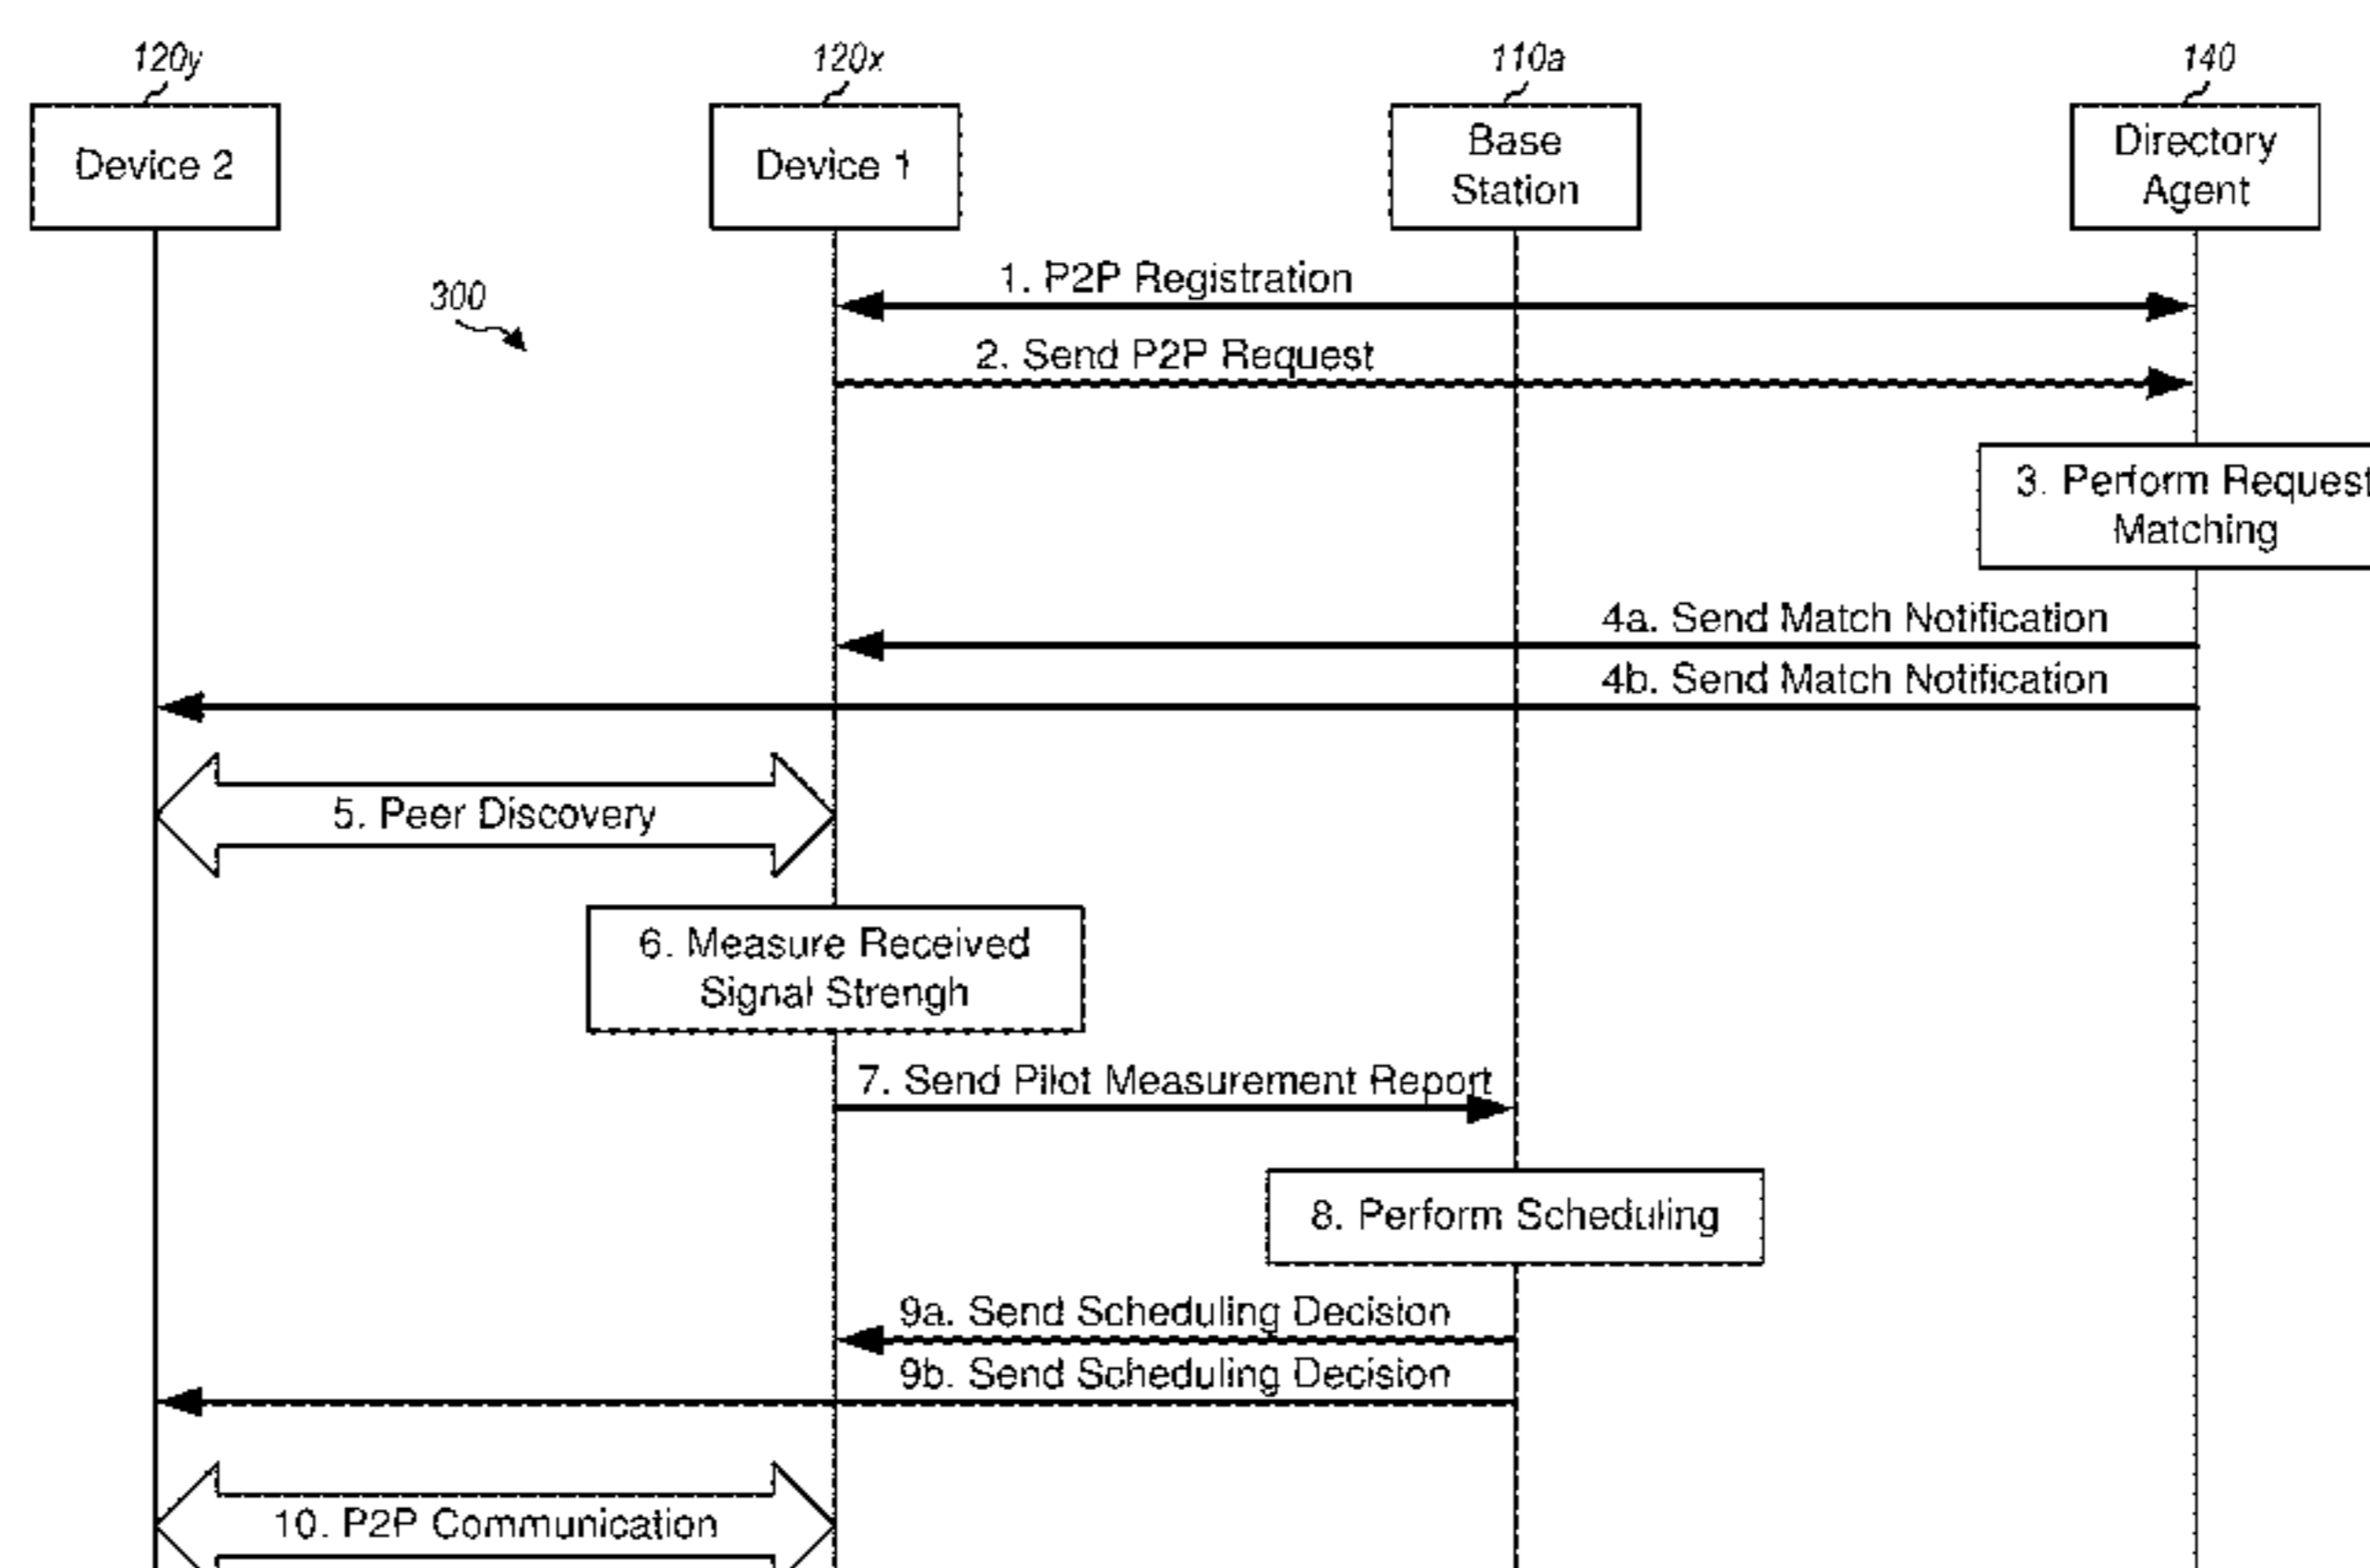 120y
120x
110a
140
Device 2
Device 1
Base
Station
Directory
Agent
300
1. P2P Registration
2. Send P2P Request
3. Perform Request
Matching
4a. Send Match Notification
4b. Send Match Notification
5. Peer Discovery
6. Measure Received
Signal Strengh
7. Send Pilot Measurement Report
8. Perform Scheduling
9a. Send Scheduling Decision
9b. Send Scheduling Decision
10. P2P Communication